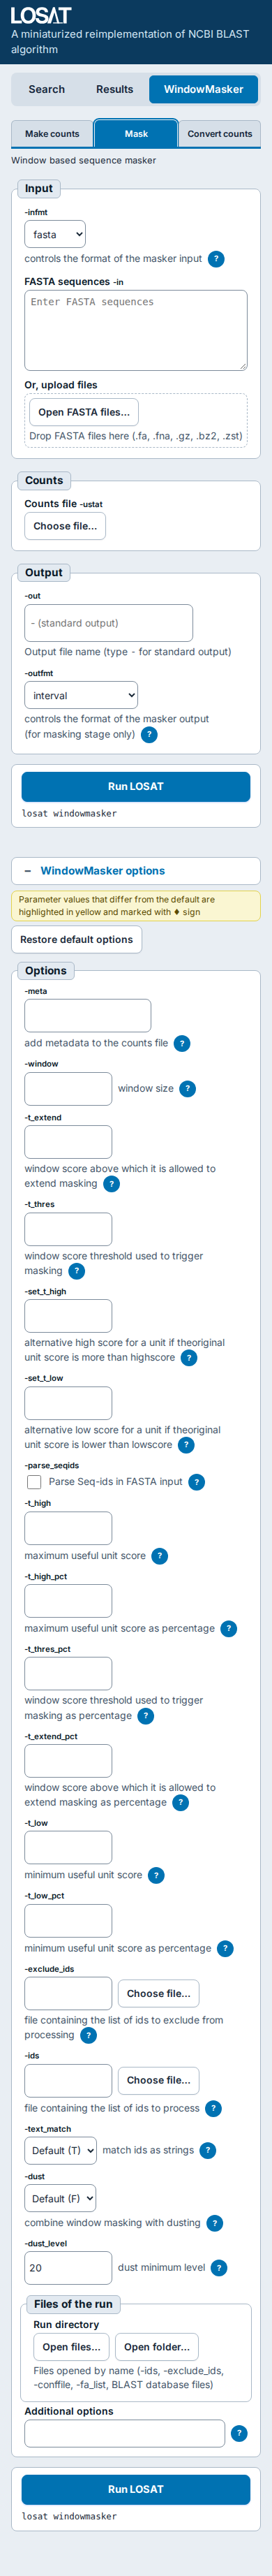 LOSAT
A miniaturized reimplementation of NCBI BLAST
algorithm
Search Results WindowMasker
Make counts Mask Convert counts
Window based sequence masker
Input
-infmt
fasta
controls the format of the masker input ?
FASTA sequences -in
Enter FASTA sequences
Or, upload files
Open FASTA files...
Drop FASTA files here (.fa, .fna, .gz, .bz2, .zst)
Counts
Counts file -ustat
Choose file...
Output
-out
- (standard output)
Output file name (type - for standard output)
-outfmt
interval
controls the format of the masker output
(for masking stage only) ?
Run LOSAT
losat windowmasker
− WindowMasker options
Parameter values that differ from the default are
highlighted in yellow and marked with ♦ sign
Restore default options
Options
-meta
add metadata to the counts file ?
-window
window size ?
-t_extend
window score above which it is allowed to
extend masking ?
-t_thres
window score threshold used to trigger
masking ?
-set_t_high
alternative high score for a unit if theoriginal
unit score is more than highscore ?
-set_t_low
alternative low score for a unit if theoriginal
unit score is lower than lowscore ?
-parse_seqids
Parse Seq-ids in FASTA input ?
-t_high
maximum useful unit score ?
-t_high_pct
maximum useful unit score as percentage ?
-t_thres_pct
window score threshold used to trigger
masking as percentage ?
-t_extend_pct
window score above which it is allowed to
extend masking as percentage ?
-t_low
minimum useful unit score ?
-t_low_pct
minimum useful unit score as percentage ?
-exclude_ids
Choose file...
file containing the list of ids to exclude from
processing ?
-ids
Choose file...
file containing the list of ids to process ?
-text_match
Default (T) match ids as strings ?
-dust
Default (F)
combine window masking with dusting ?
-dust_level
20 dust minimum level ?
Files of the run
Run directory
Open files... Open folder...
Files opened by name (-ids, -exclude_ids,
-conffile, -fa_list, BLAST database files)
Additional options
?
Run LOSAT
losat windowmasker